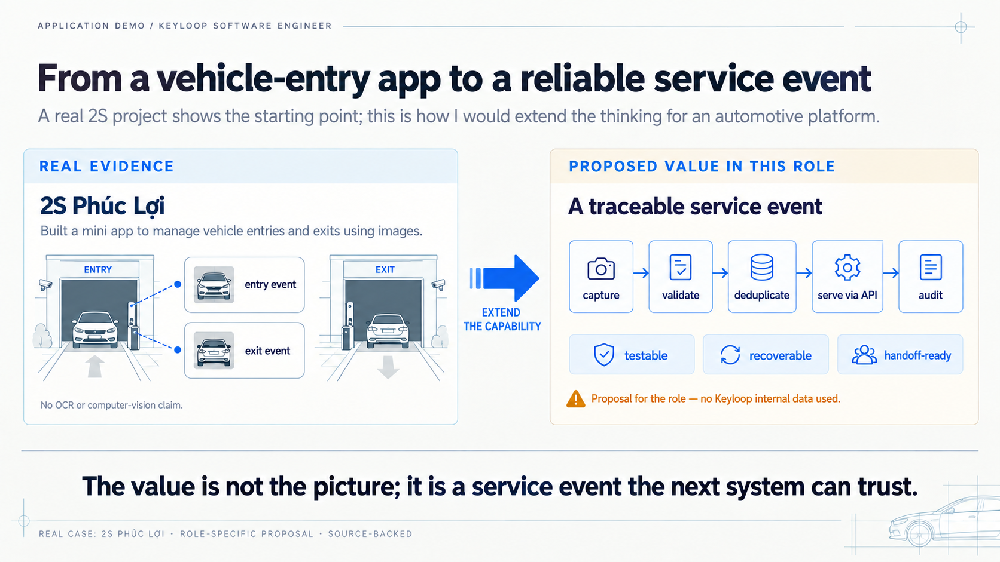 APPLICATION DEMO / KEYLOOP SOFTWARE ENGINEER
From a vehicle-entry app to a reliable service event
A real 2S project shows the starting point; this is how I would extend the thinking for an automotive platform.
REAL EVIDENCE
2S Phúc Lợi
Built a mini app to manage vehicle entries and exits using images.
ENTRY
entry event
exit event
EXIT
No OCR or computer-vision claim.
EXTEND
THE CAPABILITY
PROPOSED VALUE IN THIS ROLE
A traceable service event
capture
validate
deduplicate
serve via API
audit
testable
recoverable
handoff-ready
Proposal for the role — no Keyloop internal data used.
The value is not the picture; it is a service event the next system can trust.
REAL CASE: 2S PHÚC LỢI • ROLE-SPECIFIC PROPOSAL • SOURCE-BACKED